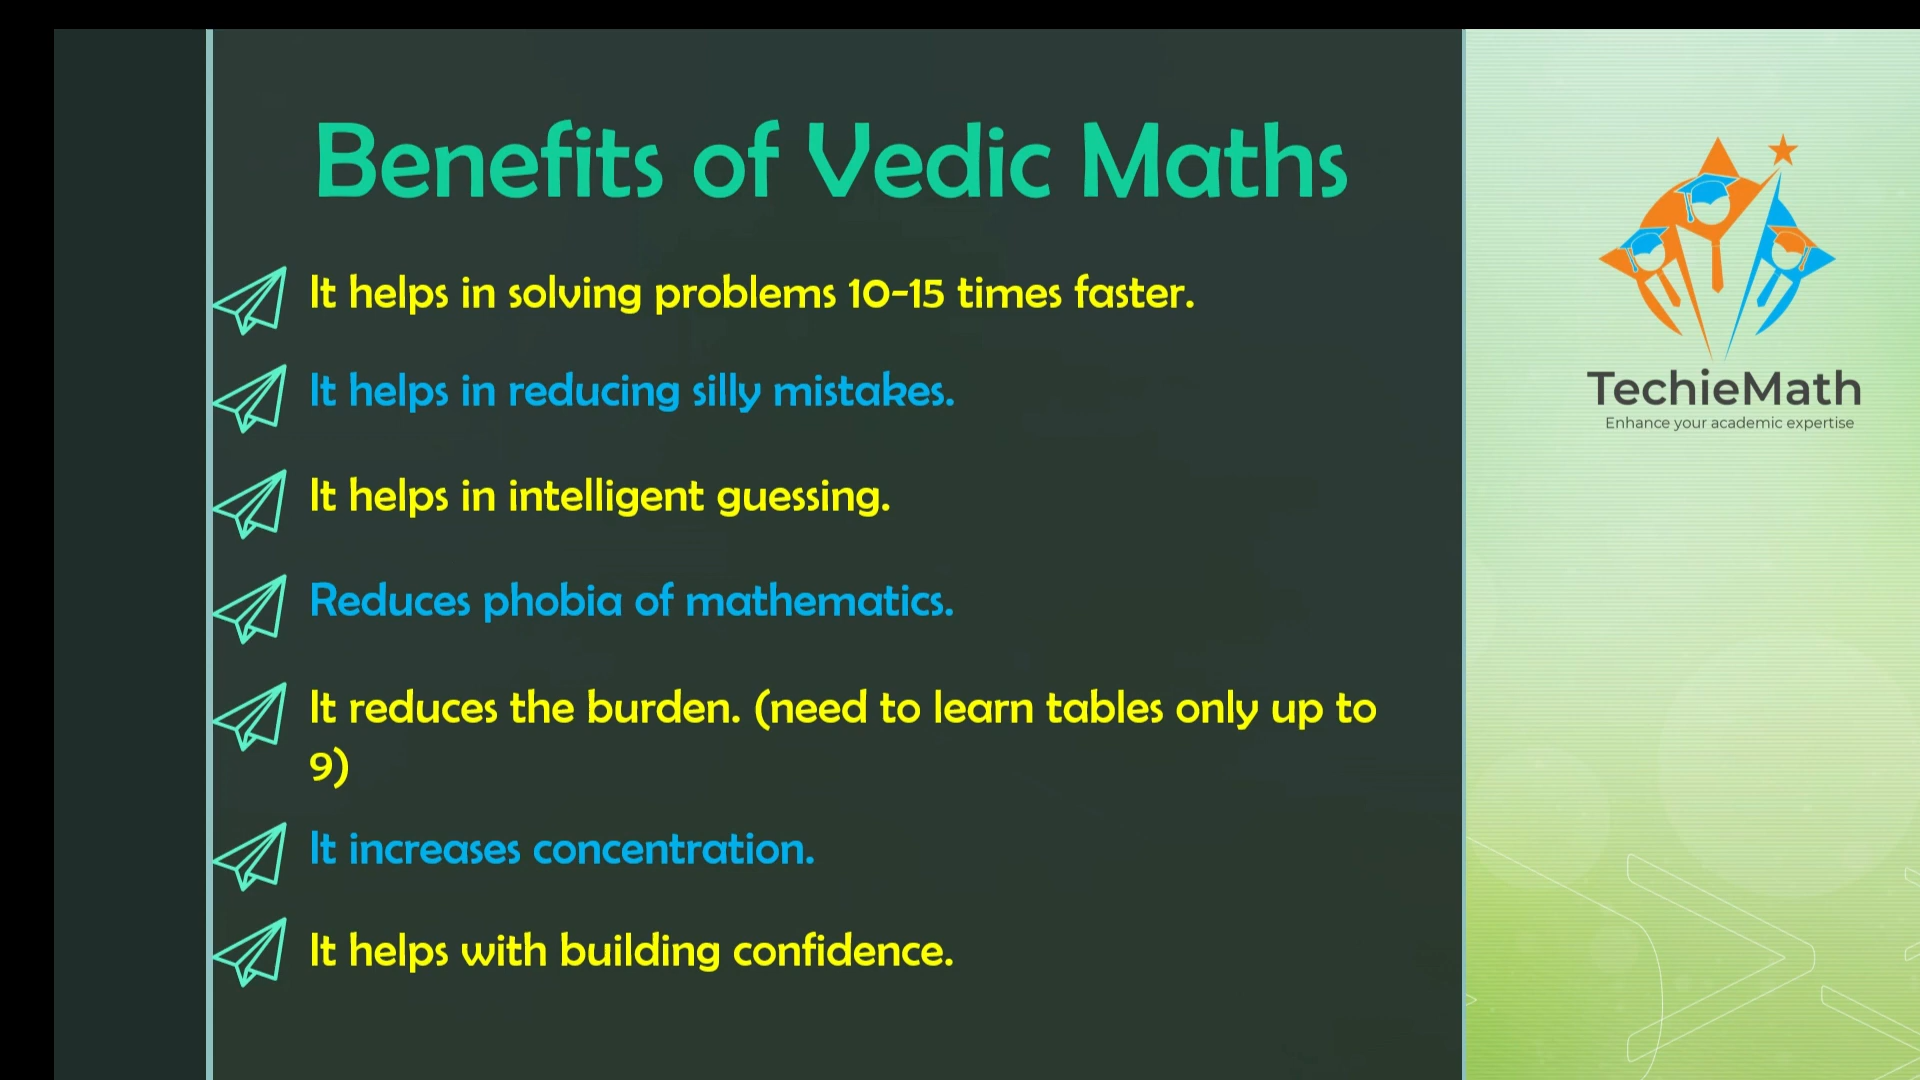 Benefits of Vedic Maths
It helps in solving problems 10-15 times faster.
It helps in reducing silly mistakes.
It helps in intelligent guessing.
Reduces phobia of mathematics.
It reduces the burden. (need to learn tables only up to
9)
It increases concentration.
It helps with building confidence.
TechieMath
Enhance your academic expertise